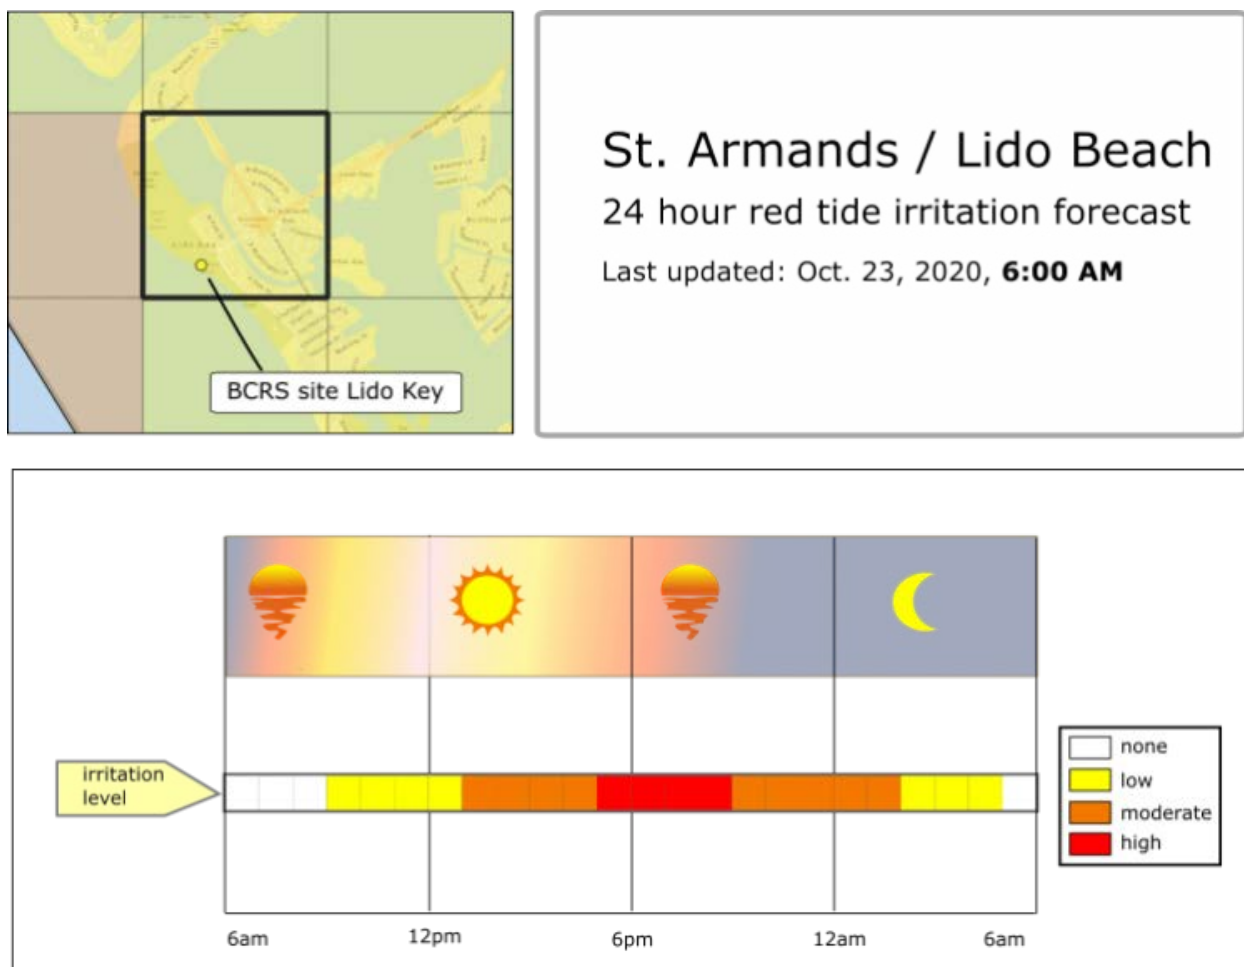 BCRS site Lido Key
St. Armands / Lido Beach
24 hour red tide irritation forecast
Last updated: Oct. 23, 2020, 6:00 AM
irritation
level
none
low
moderate
high
6am
12pm
6pm
12am
6am